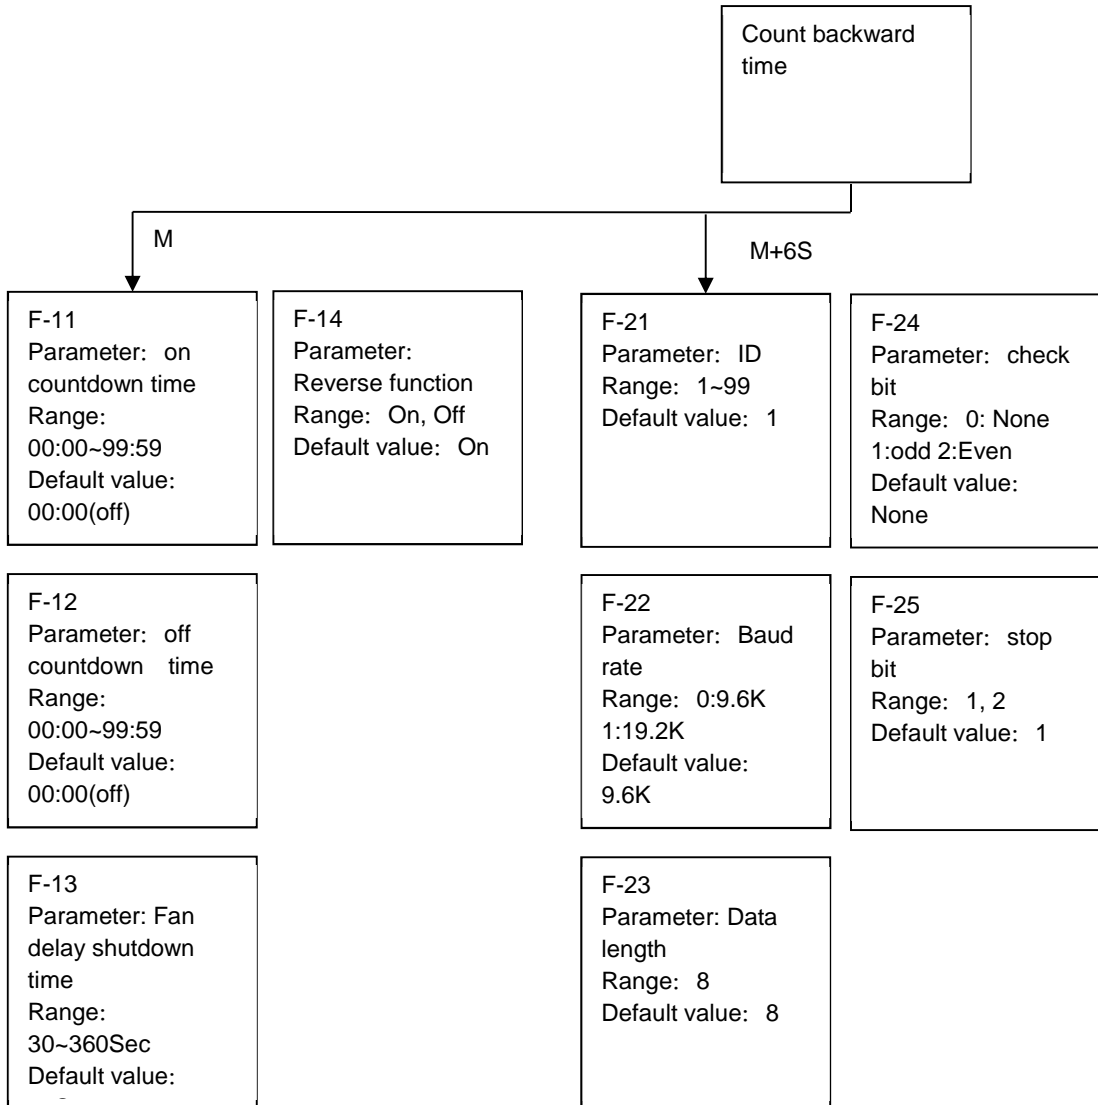 Count backward
time
M
M+6S
F-11
Parameter: on
countdown time
Range:
00:00~99:59
Default value:
00:00(off)
F-14
Parameter:
Reverse function
Range: On, Off
Default value: On
F-21
Parameter: ID
Range: 1~99
Default value: 1
F-24
Parameter: check
bit
Range: 0: None
1:odd 2:Even
Default value:
None
F-12
Parameter: off
countdown time
Range:
00:00~99:59
Default value:
00:00(off)
F-22
Parameter: Baud
rate
Range: 0:9.6K
1:19.2K
Default value:
9.6K
F-25
Parameter: stop
bit
Range: 1, 2
Default value: 1
F-13
Parameter: Fan
delay shutdown
time
Range:
30~360Sec
Default value:
F-23
Parameter: Data
length
Range: 8
Default value: 8